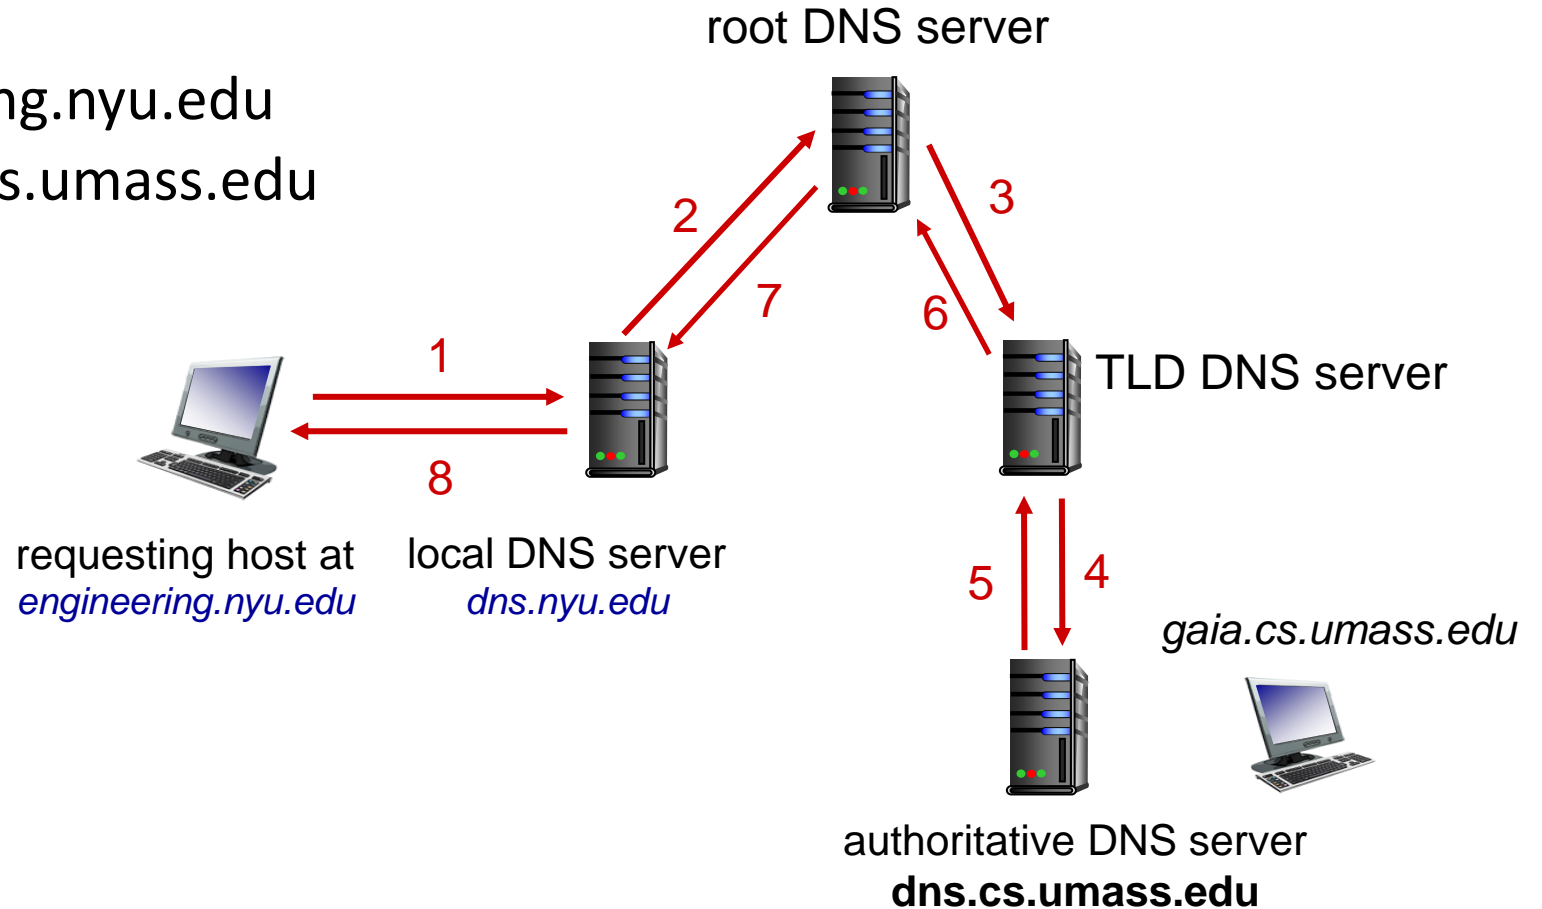 root DNS server
ng.nyu.edu
s.umass.edu
2
3
7
6
1
TLD DNS server
8
requesting host at
engineering.nyu.edu
local DNS server
dns.nyu.edu
5
4
gaia.cs.umass.edu
authoritative DNS server
dns.cs.umass.edu